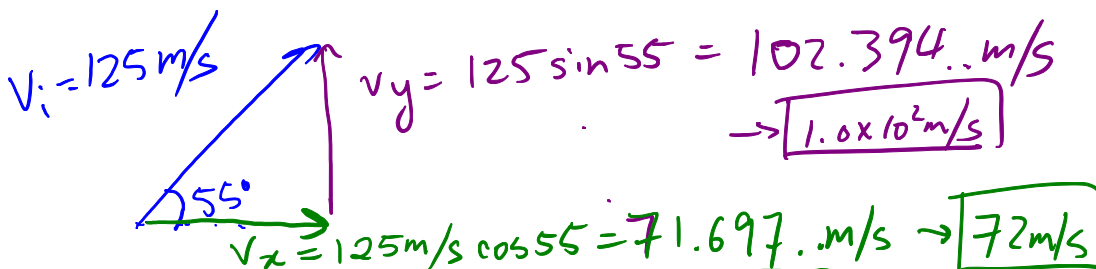 Vi = 125 m/s
vy = 125 sin 55 = 102.394.. m/s
→ 1.0 x 10² m/s
55°
vx = 125 m/s cos 55 = 71.697.. m/s → 72 m/s